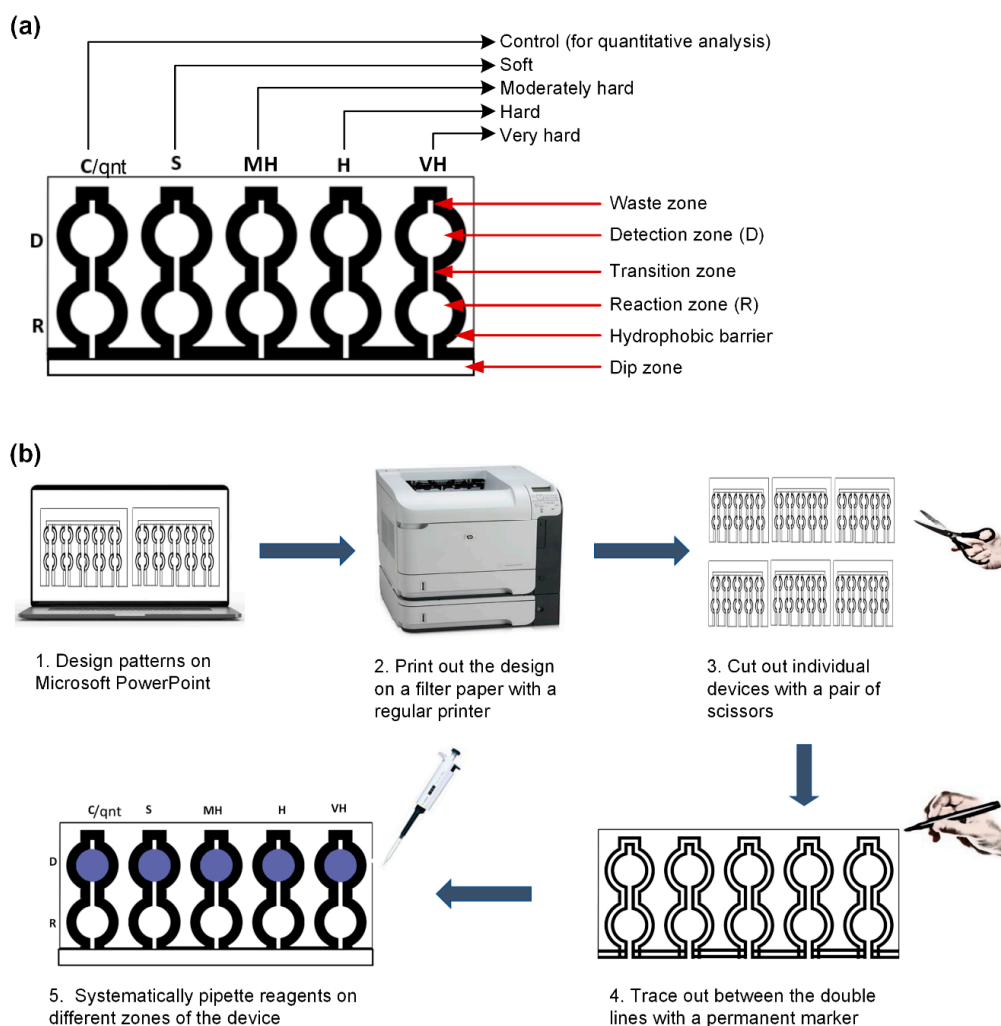 (a)
Control (for quantitative analysis)
Soft
Moderately hard
Hard
Very hard
C/qnt S MH H VH
Waste zone
D
Detection zone (D)
Transition zone
Reaction zone (R)
R
Hydrophobic barrier
Dip zone
(b)
1. Design patterns on
Microsoft PowerPoint
2. Print out the design
on a filter paper with a
regular printer
3. Cut out individual
devices with a pair of
scissors
C/qnt S MH H VH
D
R
5. Systematically pipette reagents on
different zones of the device
4. Trace out between the double
lines with a permanent marker